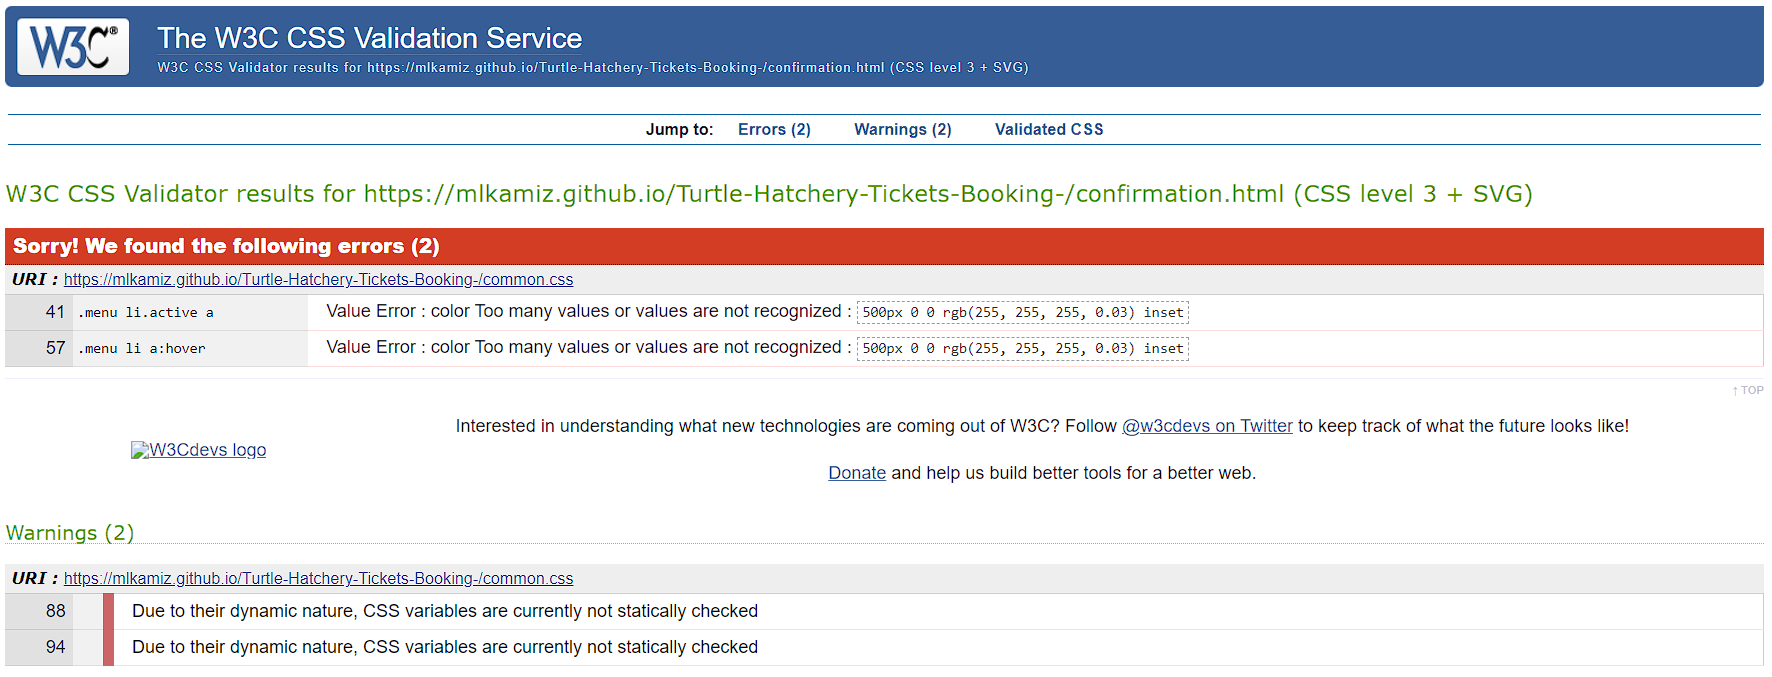 W3C®
The W3C CSS Validation Service
W3C CSS Validator results for https://mlkamiz.github.io/Turtle-Hatchery-Tickets-Booking-/confirmation.html (CSS level 3 + SVG)
Jump to: Errors (2) Warnings (2) Validated CSS
W3C CSS Validator results for https://mlkamiz.github.io/Turtle-Hatchery-Tickets-Booking-/confirmation.html (CSS level 3 + SVG)
Sorry! We found the following errors (2)
URI : https://mlkamiz.github.io/Turtle-Hatchery-Tickets-Booking-/common.css
41 .menu li.active a Value Error : color Too many values or values are not recognized : 500px 0 0 rgb(255, 255, 255, 0.03) inset
57 .menu li a:hover Value Error : color Too many values or values are not recognized : 500px 0 0 rgb(255, 255, 255, 0.03) inset
↑ TOP
Interested in understanding what new technologies are coming out of W3C? Follow @w3cdevs on Twitter to keep track of what the future looks like!
W3Cdevs logo
Donate and help us build better tools for a better web.
Warnings (2)
URI : https://mlkamiz.github.io/Turtle-Hatchery-Tickets-Booking-/common.css
88 Due to their dynamic nature, CSS variables are currently not statically checked
94 Due to their dynamic nature, CSS variables are currently not statically checked